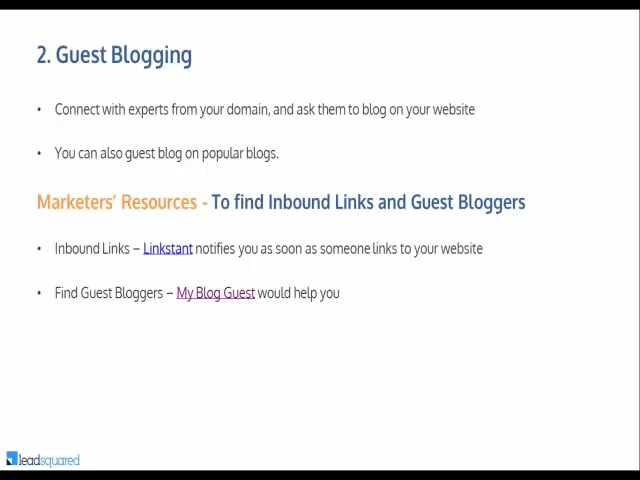 2. Guest Blogging
• Connect with experts from your domain, and ask them to blog on your website
• You can also guest blog on popular blogs.
Marketers’ Resources - To find Inbound Links and Guest Bloggers
• Inbound Links – Linkstant notifies you as soon as someone links to your website
• Find Guest Bloggers – My Blog Guest would help you
leadsquared